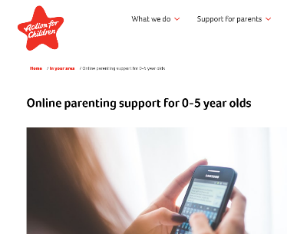 Action for
Children
What we do
Support for parents
Home / In your area / Online parenting support for 0-5 year olds
Online parenting support for 0-5 year olds